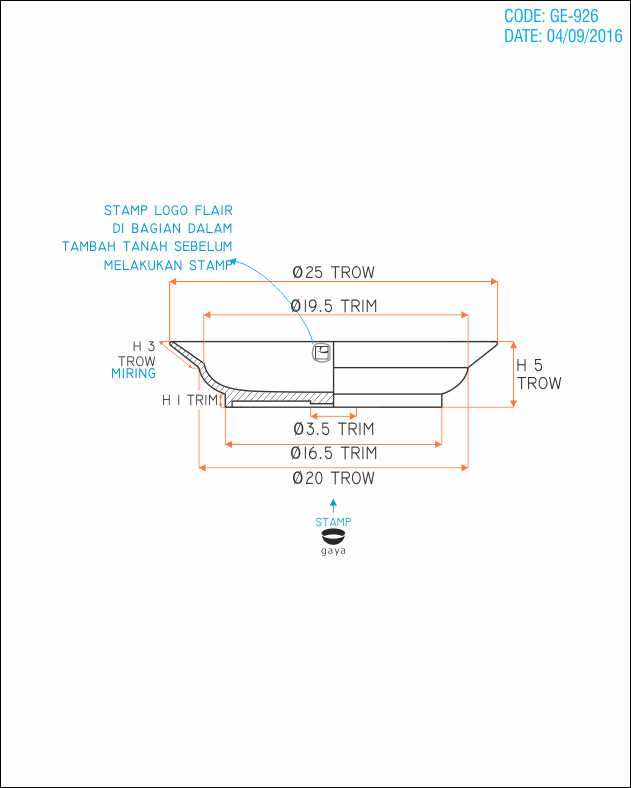 CODE: GE-926
DATE: 04/09/2016
STAMP LOGO FLAIR
DI BAGIAN DALAM
TAMBAH TANAH SEBELUM
MELAKUKAN STAMP
Ø25 TROW
Ø19.5 TRIM
H 3
TROW
MIRING
H 5
TROW
H 1 TRIM
Ø3.5 TRIM
Ø16.5 TRIM
Ø20 TROW
STAMP
gaya